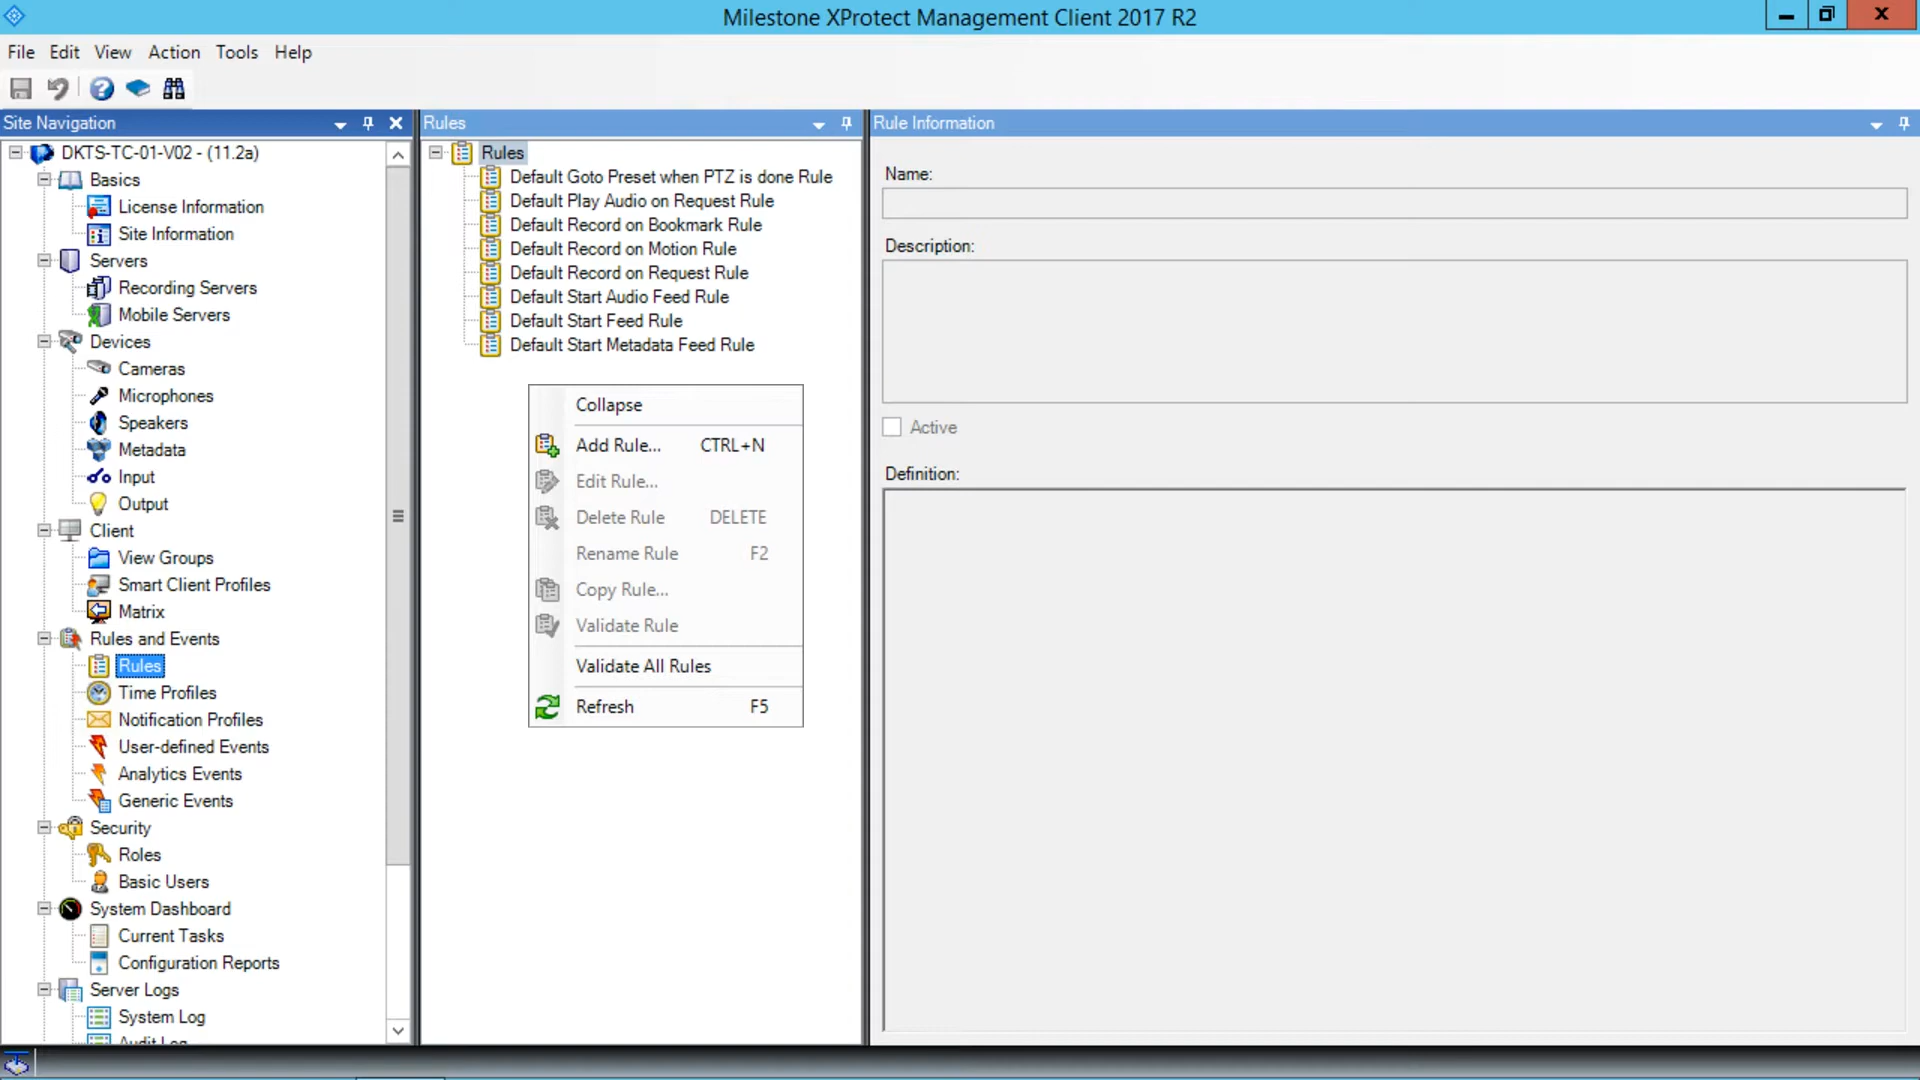 Milestone XProtect Management Client 2017 R2
File Edit View Action Tools Help
Site Navigation
DKTS-TC-01-V02 - (11.2a)
Basics
License Information
Site Information
Servers
Recording Servers
Mobile Servers
Devices
Cameras
Microphones
Speakers
Metadata
Input
Output
Client
View Groups
Smart Client Profiles
Matrix
Rules and Events
Rules
Time Profiles
Notification Profiles
User-defined Events
Analytics Events
Generic Events
Security
Roles
Basic Users
System Dashboard
Current Tasks
Configuration Reports
Server Logs
System Log
Audit Log
Rules
Rules
Default Goto Preset when PTZ is done Rule
Default Play Audio on Request Rule
Default Record on Bookmark Rule
Default Record on Motion Rule
Default Record on Request Rule
Default Start Audio Feed Rule
Default Start Feed Rule
Default Start Metadata Feed Rule
Collapse
Add Rule... CTRL+N
Edit Rule...
Delete Rule DELETE
Rename Rule F2
Copy Rule...
Validate Rule
Validate All Rules
Refresh F5
Rule Information
Name:
Description:
Active
Definition: